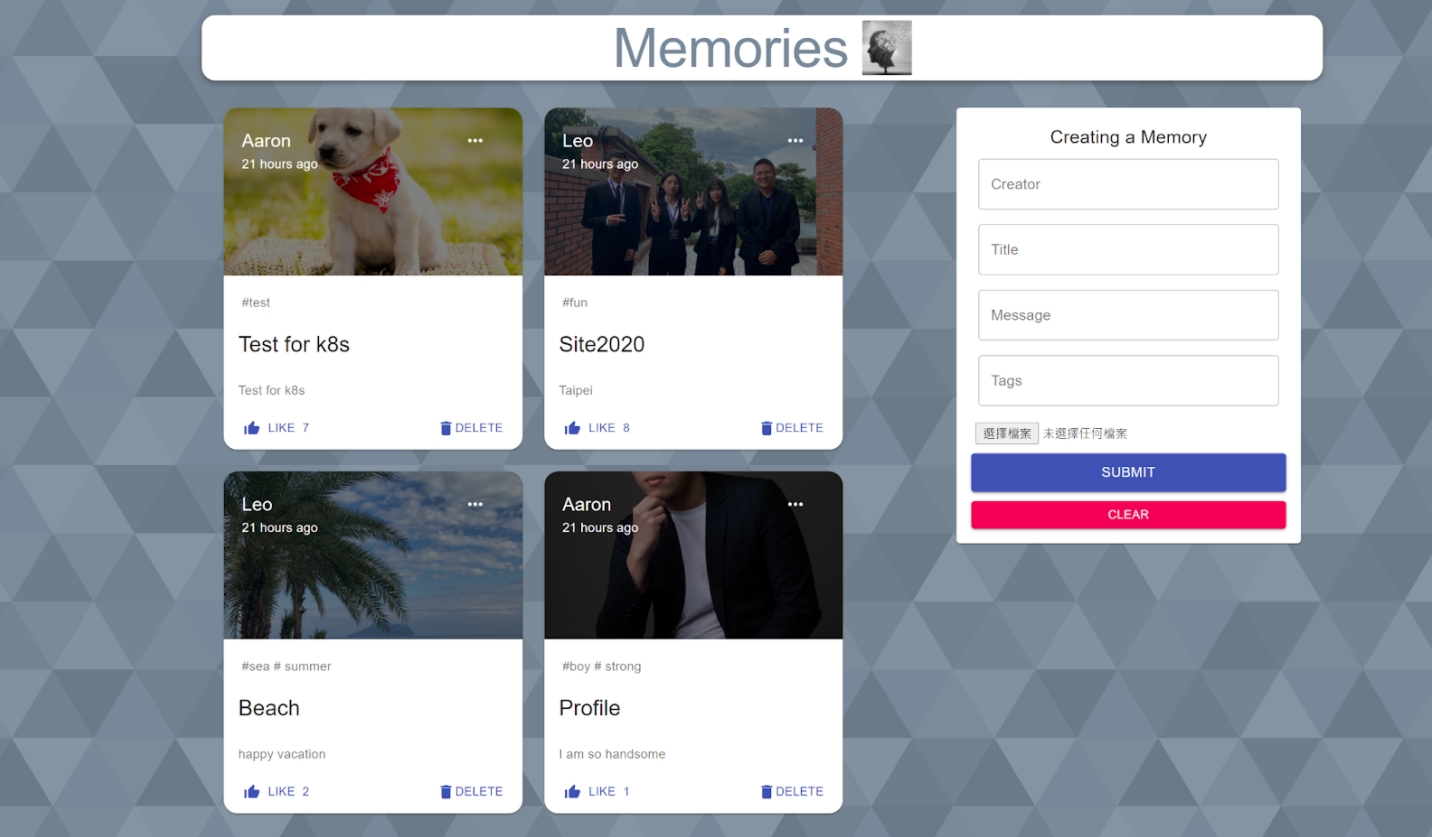 Memories
Aaron
21 hours ago
#test
Test for k8s
Test for k8s
LIKE 7
DELETE
Leo
21 hours ago
#fun
Site2020
Taipei
LIKE 8
DELETE
Leo
21 hours ago
#sea # summer
Beach
happy vacation
LIKE 2
DELETE
Aaron
21 hours ago
#boy # strong
Profile
I am so handsome
LIKE 1
DELETE
Creating a Memory
Creator
Title
Message
Tags
選擇檔案 未選擇任何檔案
SUBMIT
CLEAR